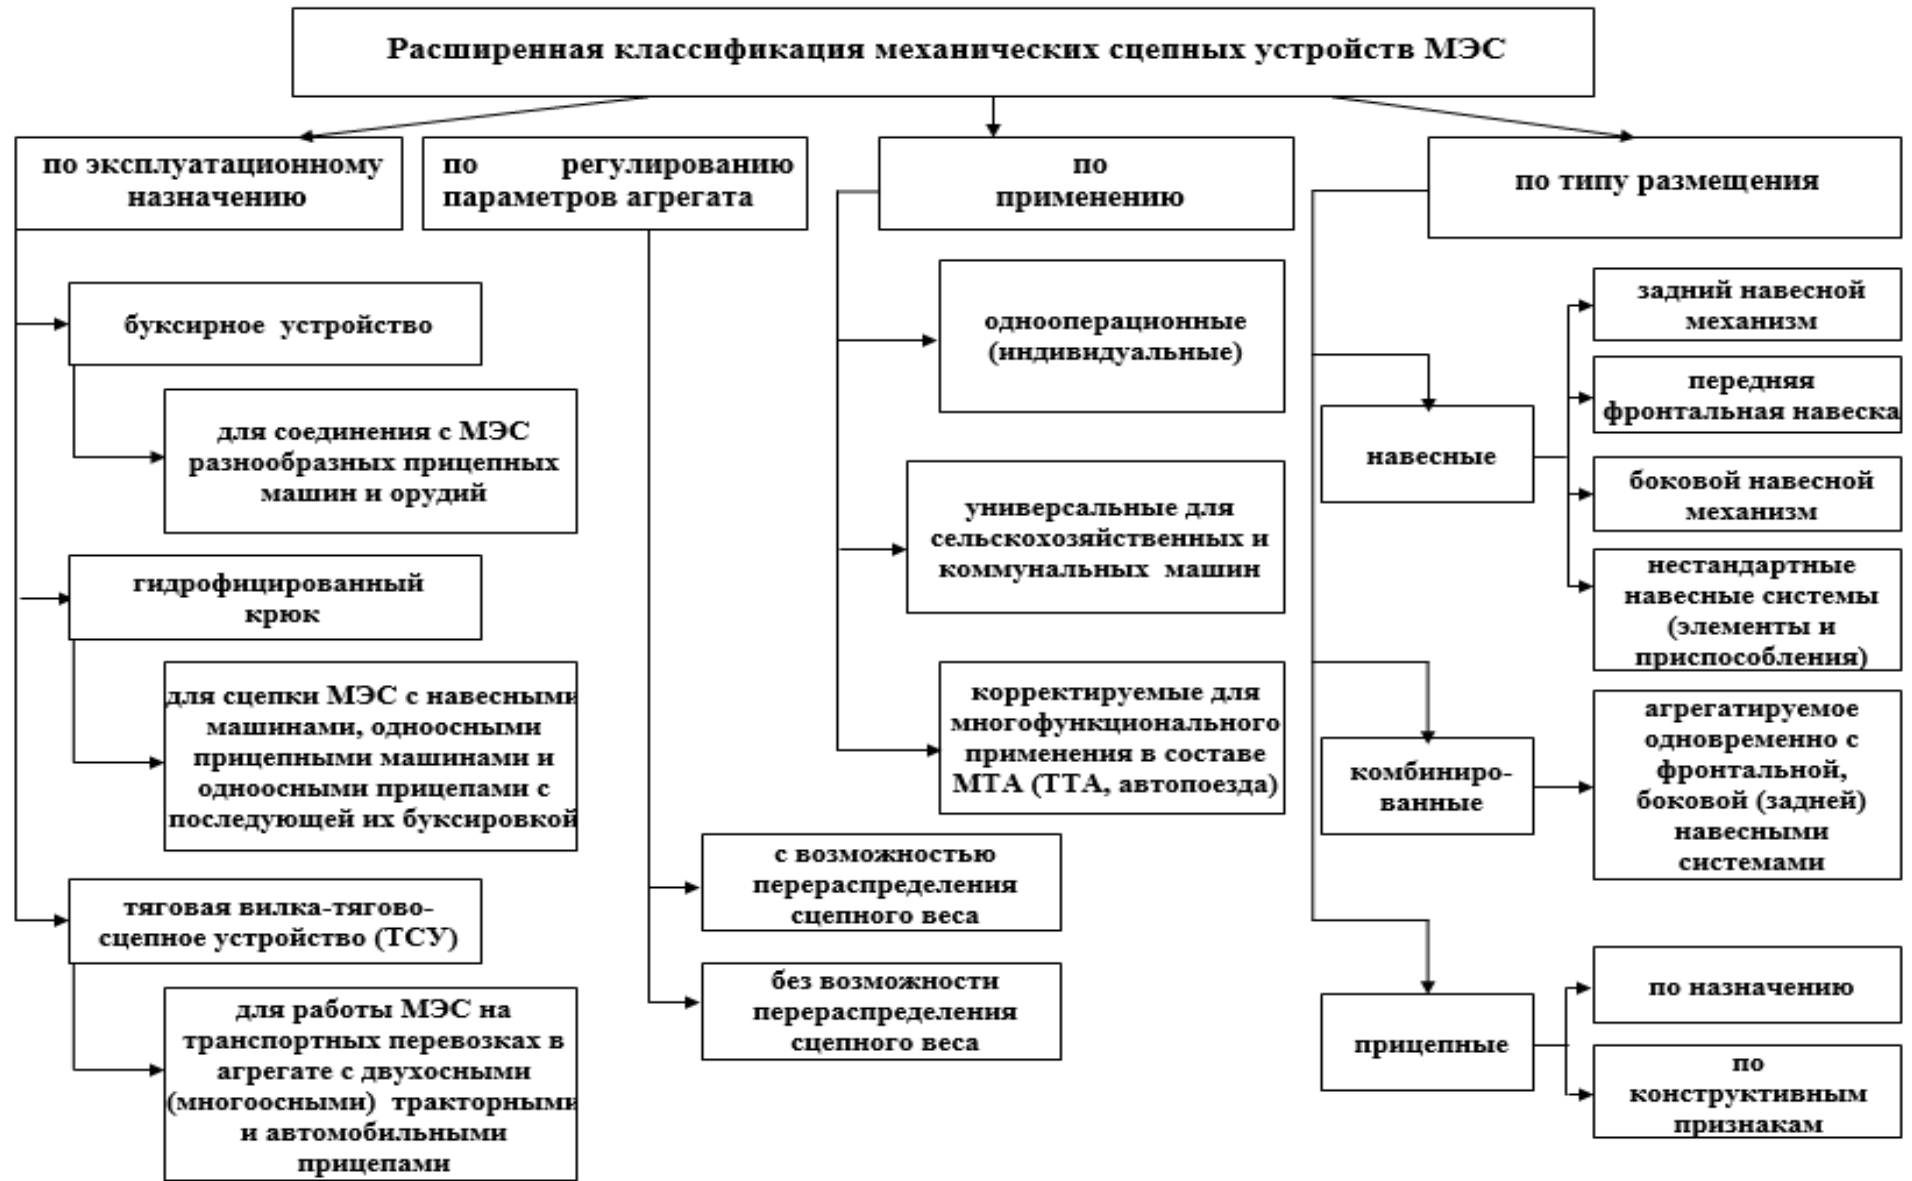 Расширенная классификация механических сцепных устройств МЭС
по эксплуатационному
назначению
буксирное устройство
для соединения с МЭС
разнообразных прицепных
машин и орудий
гидрофицированный
крюк
для сцепки МЭС с навесными
машинами, одноосными
прицепными машинами и
одноосными прицепами с
последующей их буксировкой
тяговая вилка-тягово-
сцепное устройство (ТСУ)
для работы МЭС на
транспортных перевозках в
агрегате с двухосными
(многоосными) тракторными
и автомобильными
прицепами
по регулированию
параметров агрегата
с возможностью
перераспределения
сцепного веса
без возможности
перераспределения
сцепного веса
по
применению
однооперационные
(индивидуальные)
универсальные для
сельскохозяйственных и
коммунальных машин
корректируемые для
многофункционального
применения в составе
МТА (ТТА, автопоезда)
по типу размещения
навесные
задний навесной
механизм
передняя
фронтальная навеска
боковой навесной
механизм
нестандартные
навесные системы
(элементы и
приспособления)
комбиниро-
ванные
агрегатируемое
одновременно с
фронтальной,
боковой (задней)
навесными
системами
прицепные
по назначению
по
конструктивным
признакам